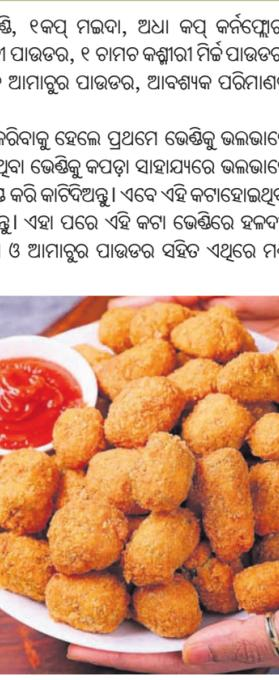 ଣ୍ଡି, ୧କପ୍ ମଇଦା, ଅଧା କପ୍ କର୍ନଫ୍ଲୋ
ପାଉଡର, ୧ ଚାମଚ କଶ୍ମୀରୀ ମିର୍ଚ୍ଚ ପାଉଡର
ଆମଚୁର ପାଉଡର, ଆବଶ୍ୟକ ପରିମାଣ
କରିବାକୁ ହେଲେ ପ୍ରଥମେ ଭେଣ୍ଡିକୁ ଭଲଭା
ଥିବା ଭେଣ୍ଡିକୁ କପଡ଼ା ସାହାଯ୍ୟରେ ଭଲଭା
କରି କାଟିଦିଅନ୍ତୁ। ଏବେ ଏହି କଟାହୋଇଥି
ନ୍ତୁ। ଏହା ପରେ ଏହି କଟା ଭେଣ୍ଡିରେ ହଳଦ
ଓ ଆମଚୁର ପାଉଡର ସହିତ ଏଥିରେ ମ